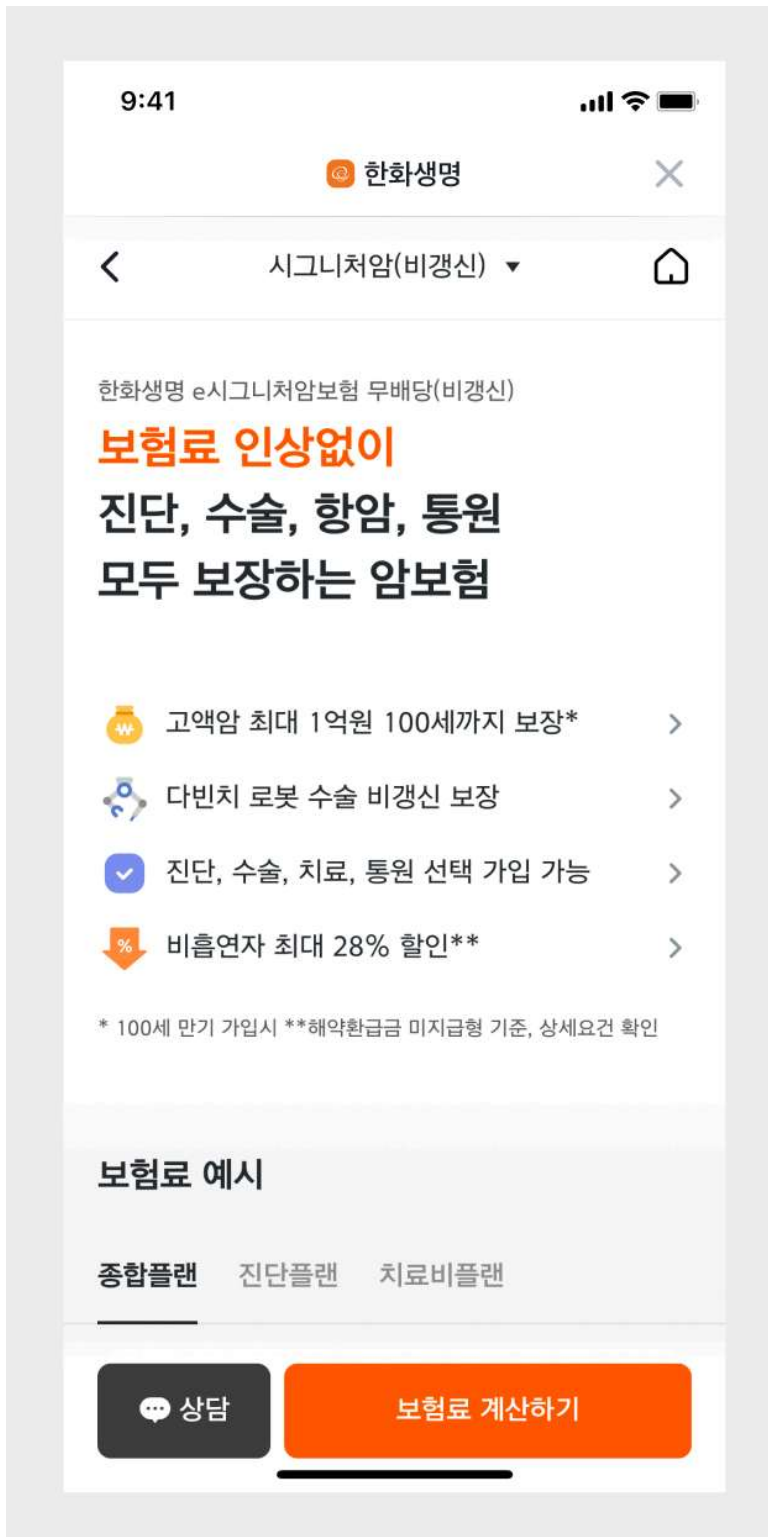 9:41
한화생명
시그니처암(비갱신) ▼
한화생명 e시그니처암보험 무배당(비갱신)
보험료 인상없이
진단, 수술, 항암, 통원
모두 보장하는 암보험
고액암 최대 1억원 100세까지 보장*
다빈치 로봇 수술 비갱신 보장
진단, 수술, 치료, 통원 선택 가입 가능
비흡연자 최대 28% 할인**
* 100세 만기 가입시 **해약환급금 미지급형 기준, 상세요건 확인
보험료 예시
종합플랜 진단플랜 치료비플랜
상담 보험료 계산하기